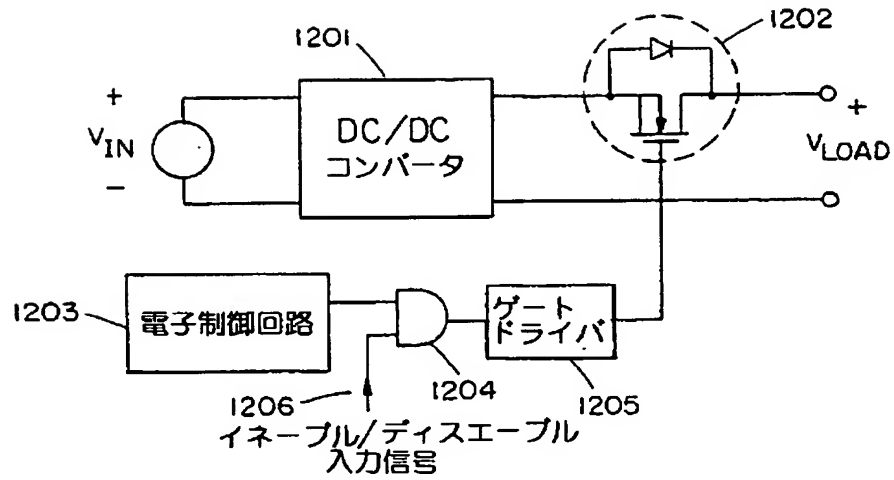 1201
1202
+
V_IN
−
DC/DC
コンバータ
+
V_LOAD
1203
電子制御回路
1204
ゲート
ドライバ
1205
1206
イネーブル/ディスエーブル
入力信号